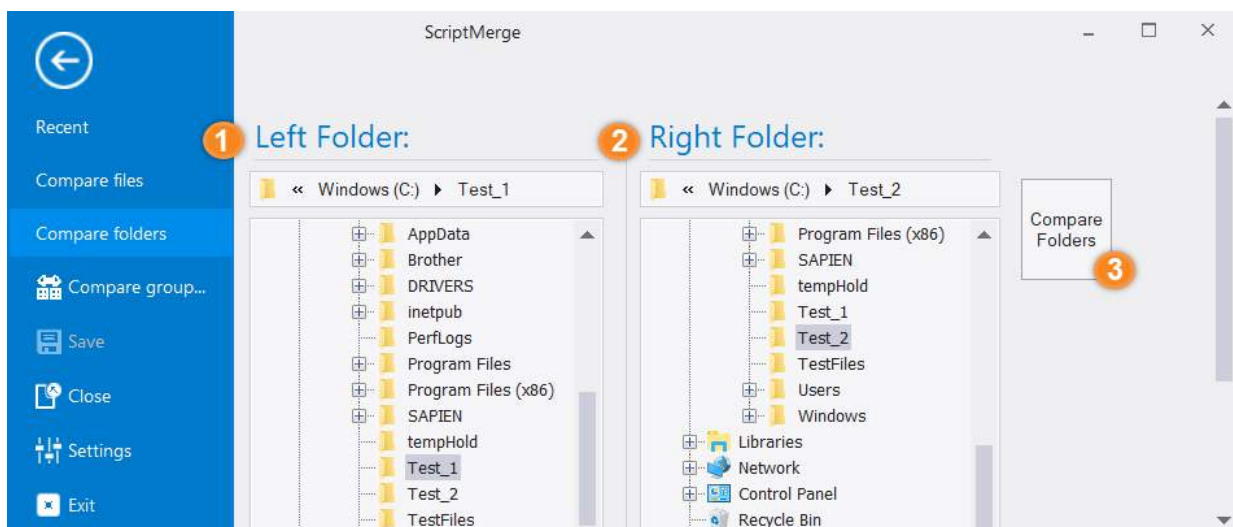 ScriptMerge
Recent
Compare files
Compare folders
Compare group...
Save
Close
Settings
Exit
1 Left Folder:
« Windows (C:) Test_1
AppData
Brother
DRIVERS
inetpub
PerfLogs
Program Files
Program Files (x86)
SAPIEN
tempHold
Test_1
Test_2
TestFiles
2 Right Folder:
« Windows (C:) Test_2
Program Files (x86)
SAPIEN
tempHold
Test_1
Test_2
TestFiles
Users
Windows
Libraries
Network
Control Panel
Recycle Bin
Compare
Folders
3